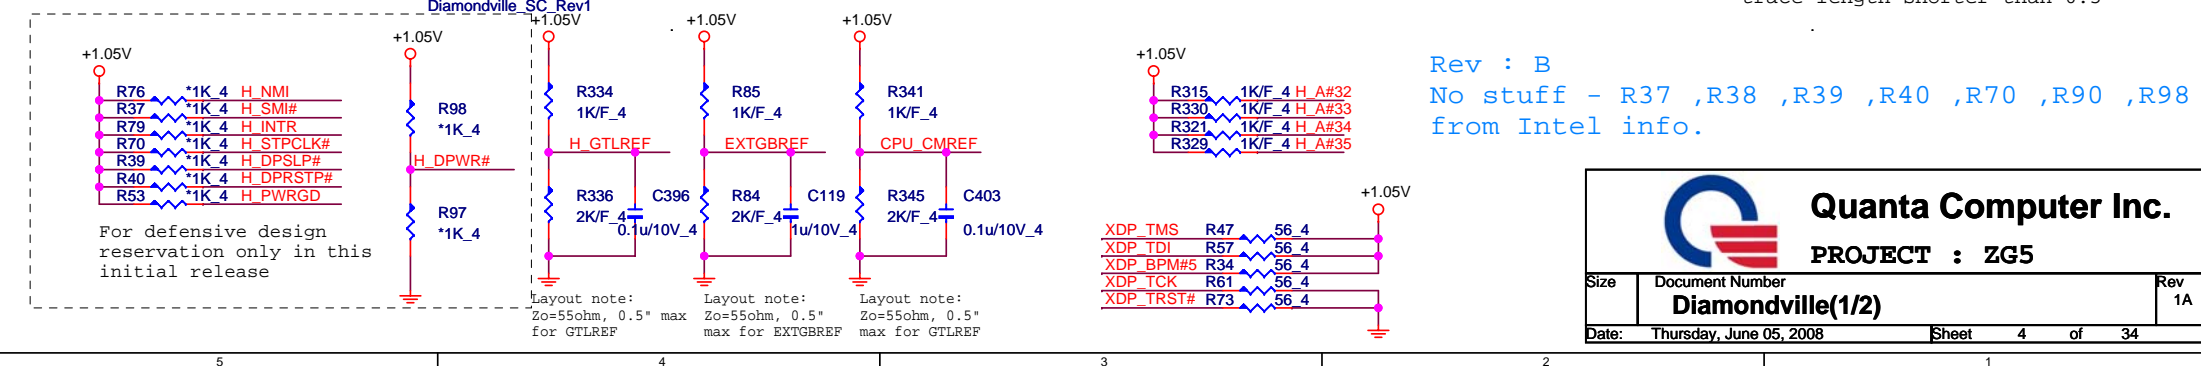 Diamondville_SC_Rev1
+1.05V
R76 *1K_4 H_NMI
R37 *1K_4 H_SMI#
R79 *1K_4 H_INTR
R70 *1K_4 H_STPCLK#
R39 *1K_4 H_DPSLP#
R40 *1K_4 H_DPRSTP#
R53 *1K_4 H_PWRGD
For defensive design
reservation only in this
initial release
+1.05V
R98
*1K_4
H_DPWR#
R97
*1K_4
+1.05V
R334
1K/F_4
H_GTLREF
R336
2K/F_4
C396
0.1u/10V_4
Layout note:
Zo=55ohm, 0.5" max
for GTLREF
+1.05V
R85
1K/F_4
EXTGBREF
R84
2K/F_4
C119
1u/10V_4
Layout note:
Zo=55ohm, 0.5"
max for EXTGBREF
+1.05V
R341
1K/F_4
CPU_CMREF
R345
2K/F_4
C403
0.1u/10V_4
Layout note:
Zo=55ohm, 0.5"
max for GTLREF
+1.05V
R315 1K/F_4 H_A#32
R330 1K/F_4 H_A#33
R321 1K/F_4 H_A#34
R329 1K/F_4 H_A#35
+1.05V
XDP_TMS R47 56_4
XDP_TDI R57 56_4
XDP_BPM#5 R34 56_4
XDP_TCK R61 56_4
XDP_TRST# R73 56_4
Rev : B
No stuff - R37 ,R38 ,R39 ,R40 ,R70 ,R90 ,R98
from Intel info.
Quanta Computer Inc.
PROJECT : ZG5
Size Document Number Rev
Diamondville(1/2) 1A
Date: Thursday, June 05, 2008 Sheet 4 of 34
5 4 3 2 1